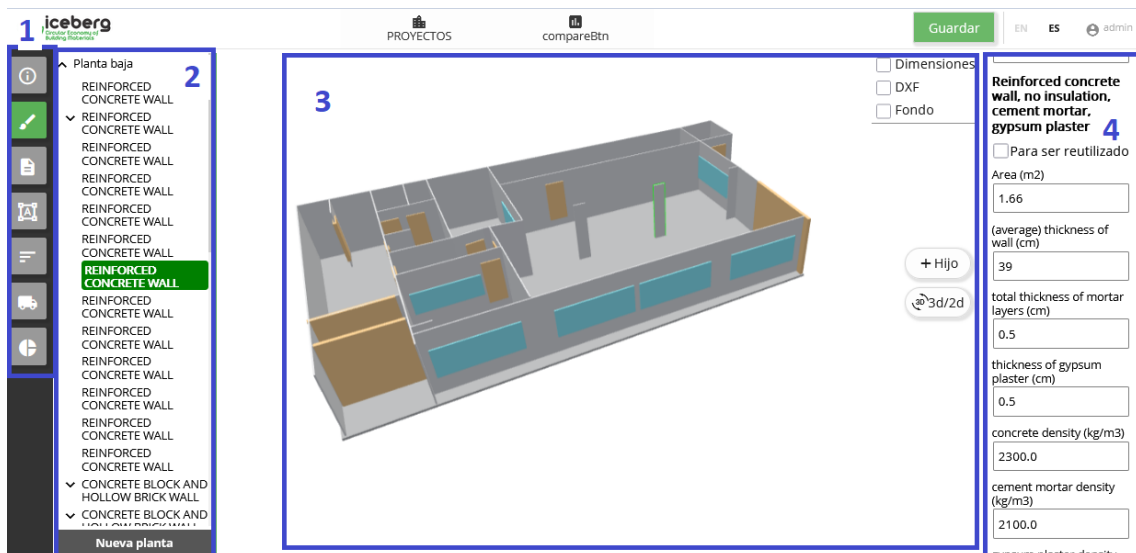 1
iceberg
Circular Economy of
Building Materials
PROYECTOS
compareBtn
Guardar
EN
ES
admin
2
Planta baja
REINFORCED
CONCRETE WALL
REINFORCED
CONCRETE WALL
REINFORCED
CONCRETE WALL
REINFORCED
CONCRETE WALL
REINFORCED
CONCRETE WALL
REINFORCED
CONCRETE WALL
REINFORCED
CONCRETE WALL
REINFORCED
CONCRETE WALL
REINFORCED
CONCRETE WALL
REINFORCED
CONCRETE WALL
REINFORCED
CONCRETE WALL
REINFORCED
CONCRETE WALL
REINFORCED
CONCRETE WALL
CONCRETE BLOCK AND
HOLLOW BRICK WALL
CONCRETE BLOCK AND
HOLLOW BRICK WALL
Nueva planta
3
Dimensiones
DXF
Fondo
+ Hijo
3D 3d/2d
4
Reinforced concrete
wall, no insulation,
cement mortar,
gypsum plaster
Para ser reutilizado
Area (m2)
1.66
(average) thickness of
wall (cm)
39
total thickness of mortar
layers (cm)
0.5
thickness of gypsum
plaster (cm)
0.5
concrete density (kg/m3)
2300.0
cement mortar density
(kg/m3)
2100.0
gypsum plaster density